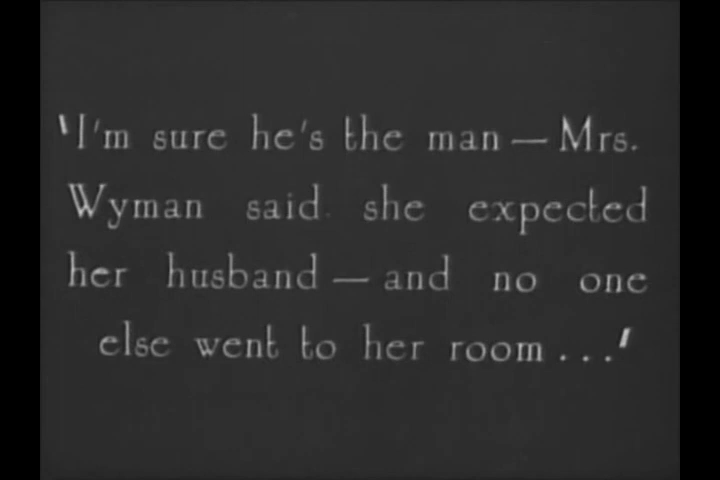 'I'm sure he's the man — Mrs.
Wyman said she expected
her husband — and no one
else went to her room ...'